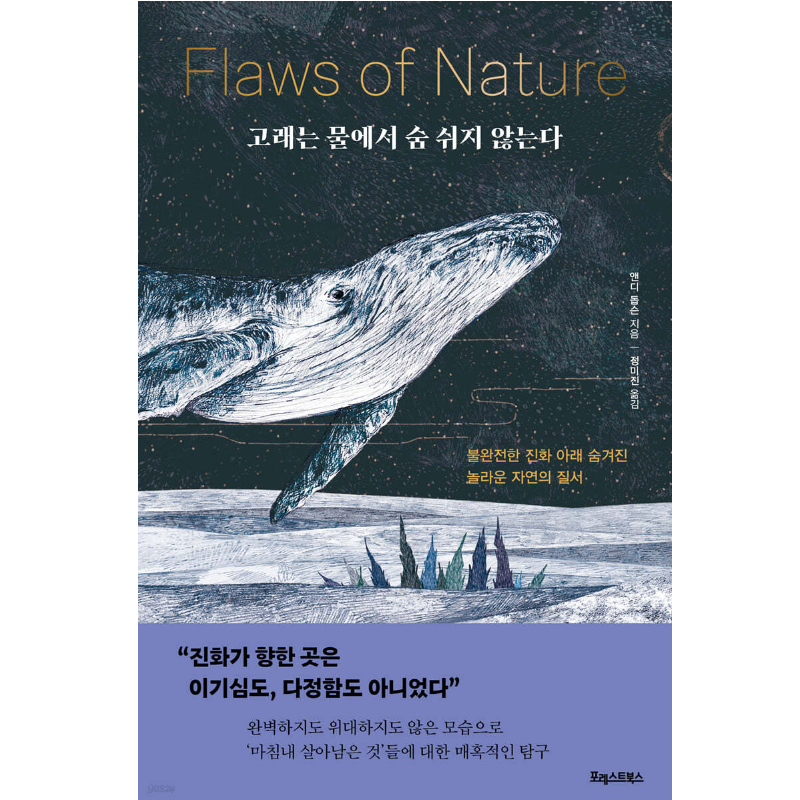 Flaws of Nature
고래는 물에서 숨 쉬지 않는다
앤디 돕슨 지음 — 정미진 옮김
불완전한 진화 아래 숨겨진
놀라운 자연의 질서
“진화가 향한 곳은
이기심도, 다정함도 아니었다”
완벽하지도 위대하지도 않은 모습으로
‘마침내 살아남은 것’들에 대한 매혹적인 탐구
포레스트북스